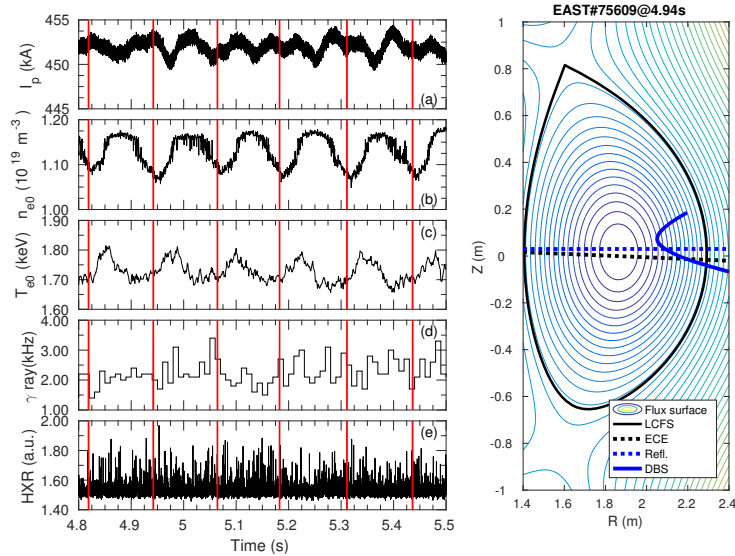 455
450
445
I_p (kA)
(a)
1.20
1.10
1.00
n_e0 (10^19 m^-3)
(b)
1.90
1.80
1.70
1.60
T_e0 (keV)
(c)
4.00
3.00
2.00
1.00
γ ray(kHz)
(d)
2.00
1.80
1.60
1.40
HXR (a.u.)
(e)
4.8 4.9 5 5.1 5.2 5.3 5.4 5.5
Time (s)
EAST#75609@4.94s
1
0.8
0.6
0.4
0.2
0
-0.2
-0.4
-0.6
-0.8
-1
Z (m)
Flux surface
LCFS
ECE
Refl.
DBS
1.4 1.6 1.8 2 2.2 2.4
R (m)